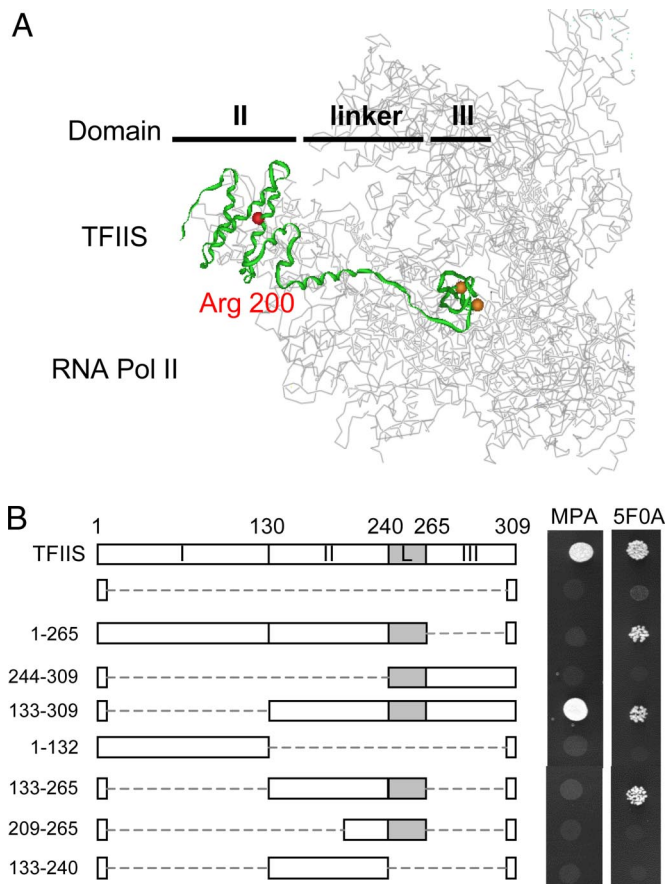 A
II linker III
Domain
TFIIS
Arg 200
RNA Pol II
B
1 130 240 265 309 MPA 5F0A
TFIIS I II L III
1-265
244-309
133-309
1-132
133-265
209-265
133-240